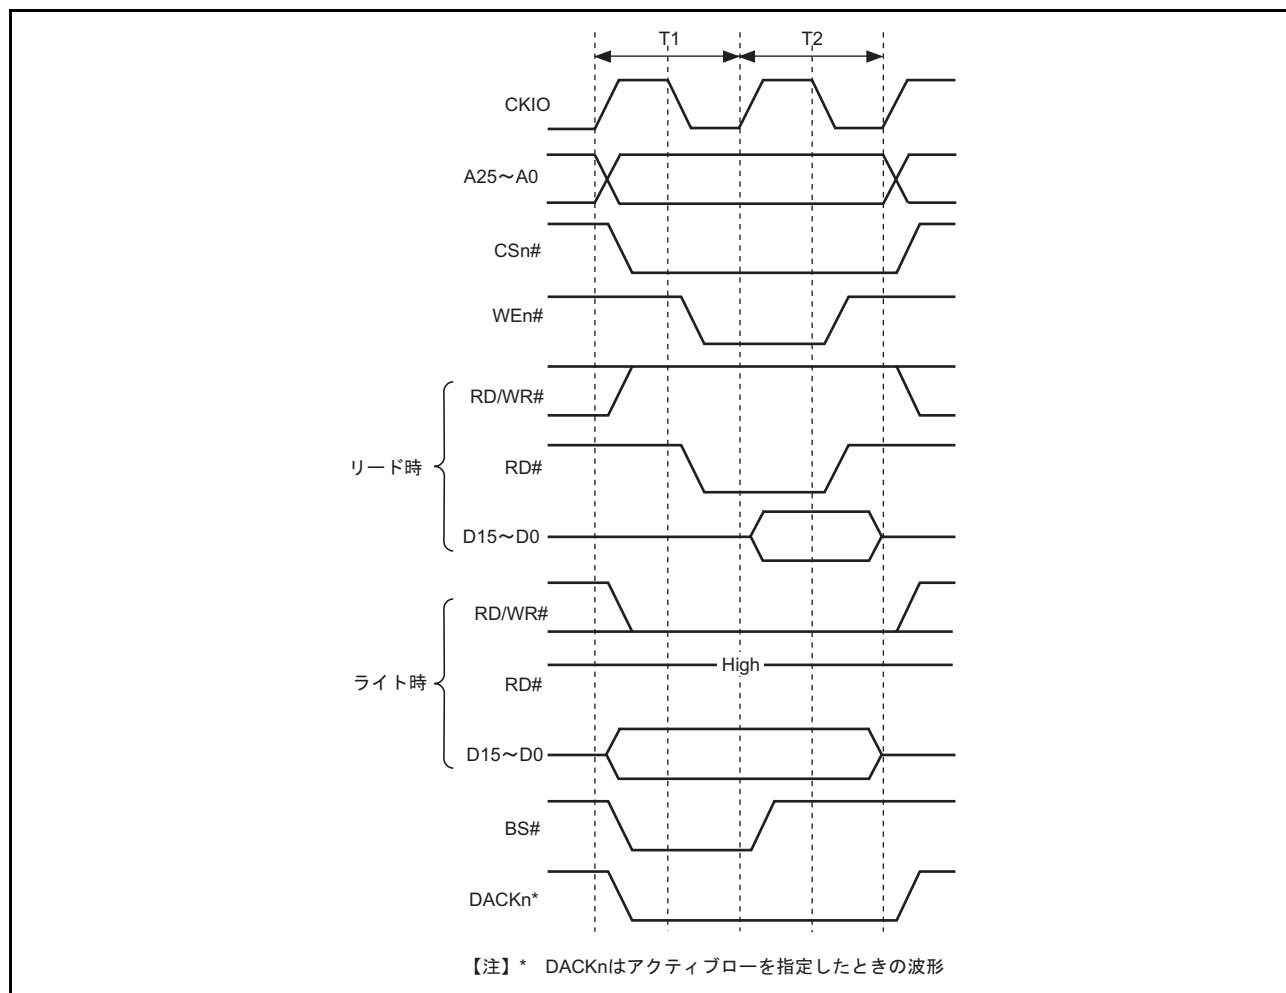 T1 T2
CKIO
A25～A0
CSn#
WEn#
リード時
RD/WR#
RD#
D15～D0
ライト時
RD/WR#
High
RD#
D15～D0
BS#
DACKn*
【注】* DACKnはアクティブローを指定したときの波形